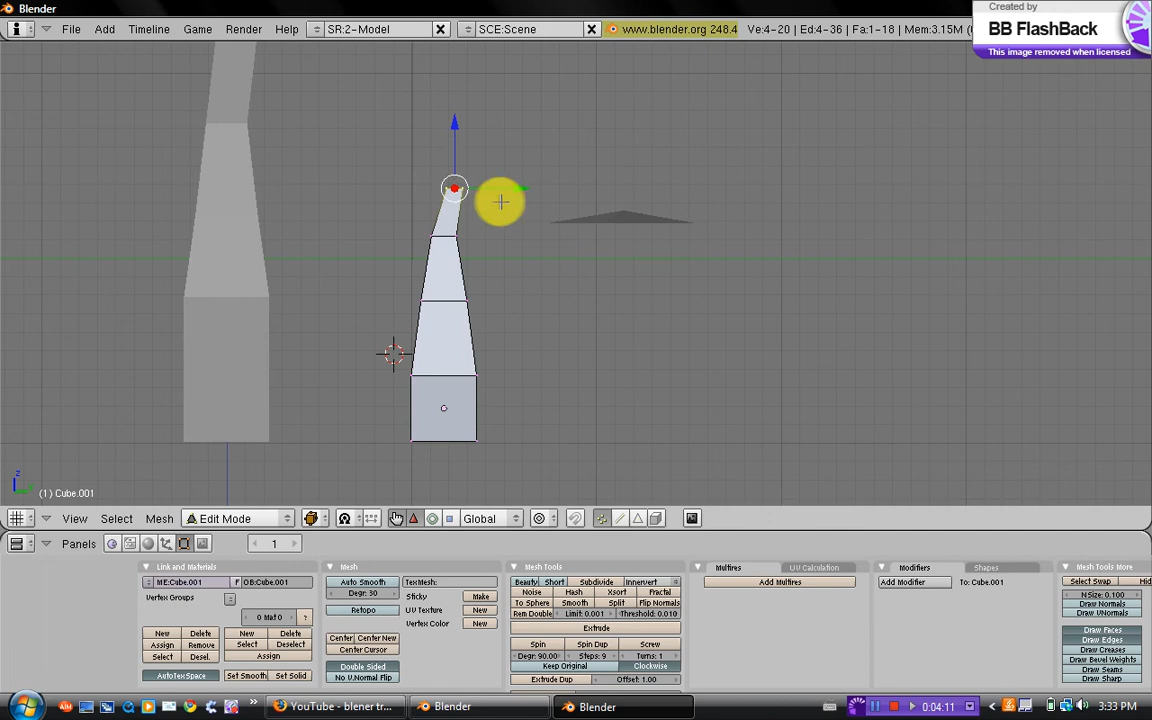 Blender
Created by
BB FlashBack
This image removed when licensed
File Add Timeline Game Render Help SR:2-Model SCE:Scene www.blender.org 248.4 Ve:4-20 | Ed:4-36 | Fa:1-18 | Mem:3.15M
z
(1) Cube.001
View Select Mesh Edit Mode Global
Panels 1
Link and Materials
ME:Cube.001 F OB:Cube.001
Vertex Groups
0 Mat 0 ?
New Delete New Delete
Assign Remove Select Deselect
Select Desel. Assign
AutoTexSpace Set Smooth Set Solid
Mesh
Auto Smooth TexMesh:
Degr: 30 Sticky Make
Retopo UV Texture New
Vertex Color New
Center Center New
Center Cursor
Double Sided
No V.Normal Flip
Mesh Tools
Beauty Short Subdivide Innervert
Noise Hash Xsort Fractal
To Sphere Smooth Split Flip Normals
Rem Double Limit: 0.001 Threshold: 0.010
Extrude
Spin Spin Dup Screw
Degr: 90.00 Steps: 9 Turns: 1
Keep Original Clockwise
Extrude Dup Offset: 1.00
Multires UV Calculation
Add Multires
Modifiers Shapes
Add Modifier To: Cube.001
Mesh Tools More
Select Swap Hid
NSize: 0.100
Draw Normals
Draw VNormals
Draw Faces
Draw Edges
Draw Creases
Draw Bevel Weights
Draw Seams
Draw Sharp
YouTube - blener tr...
Blender
Blender
0:04:11
3:33 PM